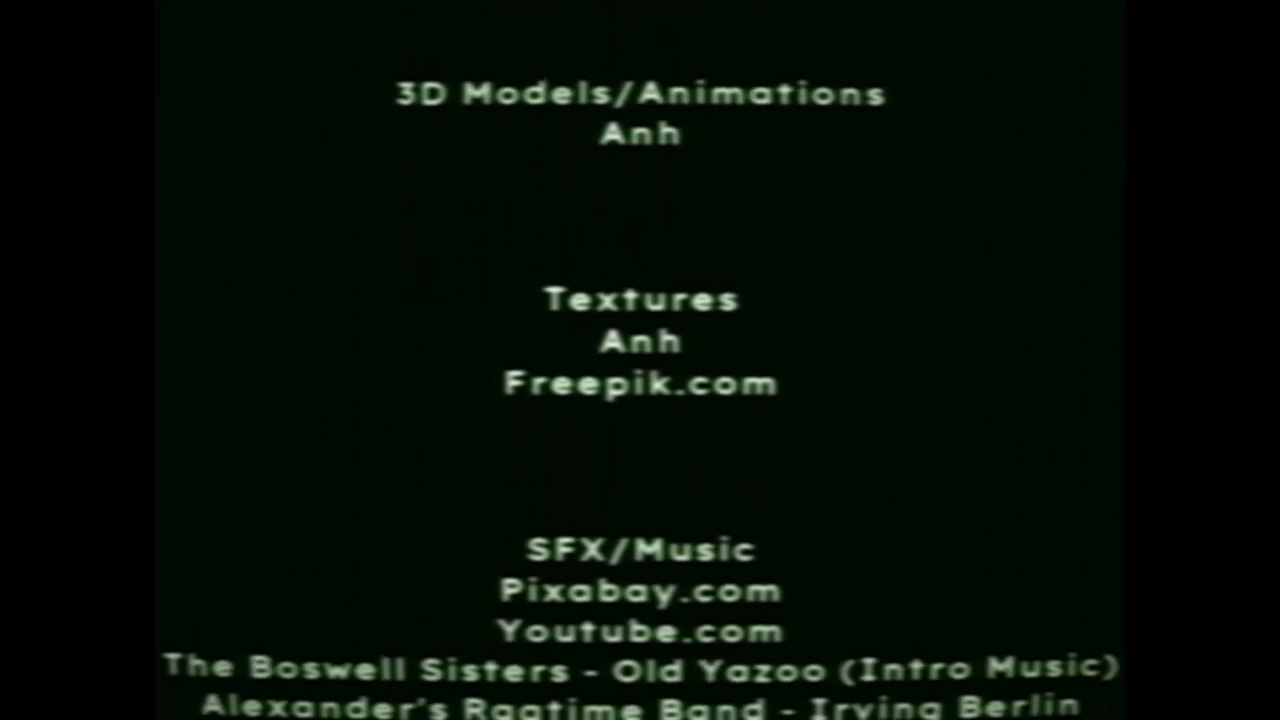 3D Models/Animations
Anh
Textures
Anh
Freepik.com
SFX/Music
Pixabay.com
Youtube.com
The Boswell Sisters - Old Yazoo (Intro Music)
Alexander's Ragtime Band - Irving Berlin